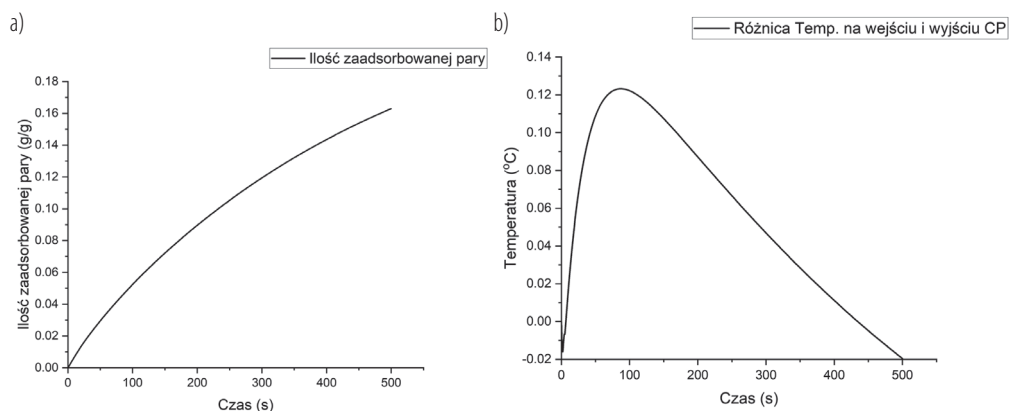 a)
Ilość zaadsorbowanej pary
0.18
0.16
0.14
0.12
0.10
0.08
0.06
0.04
0.02
0.00
Ilość zaadsorbowanej pary (g/g)
0 100 200 300 400 500
Czas (s)
b)
Różnica Temp. na wejściu i wyjściu CP
0.14
0.12
0.10
0.08
0.06
0.04
0.02
0.00
-0.02
Temperatura (°C)
0 100 200 300 400 500
Czas (s)